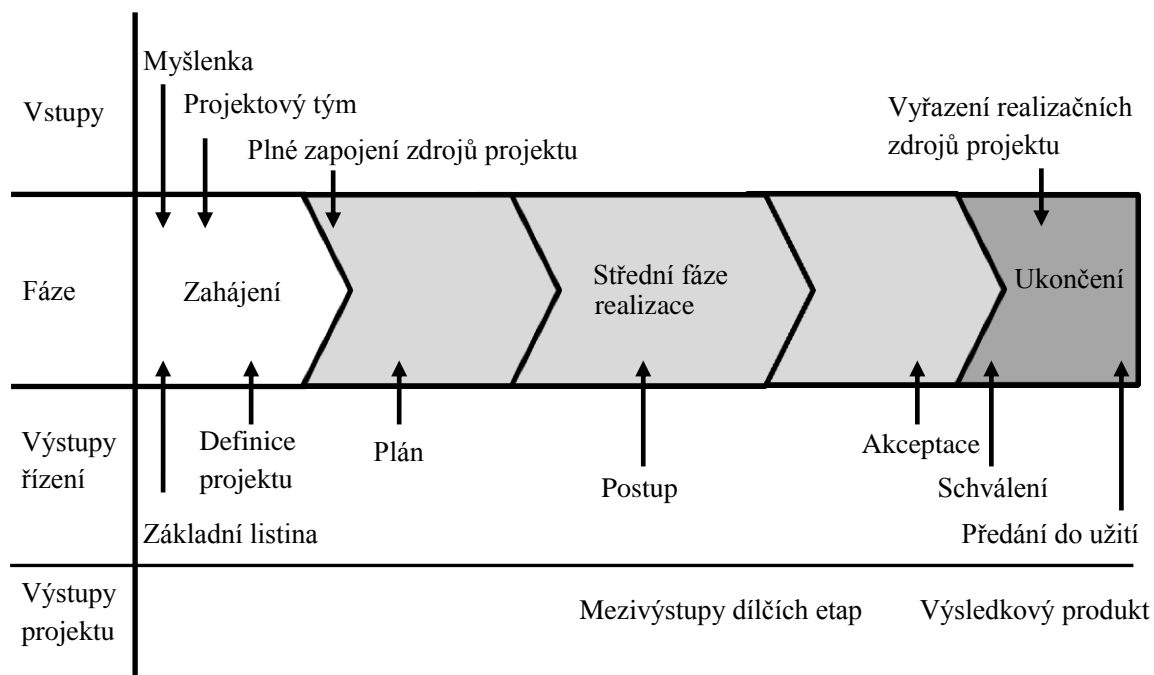 Myšlenka
Vstupy
Projektový tým
Plné zapojení zdrojů projektu
Vyřazení realizačních
zdrojů projektu
Fáze
Zahájení
Střední fáze
realizace
Ukončení
Výstupy
řízení
Definice
projektu
Plán
Postup
Akceptace
Schválení
Základní listina
Předání do užití
Výstupy
projektu
Mezivýstupy dílčích etap
Výsledkový produkt